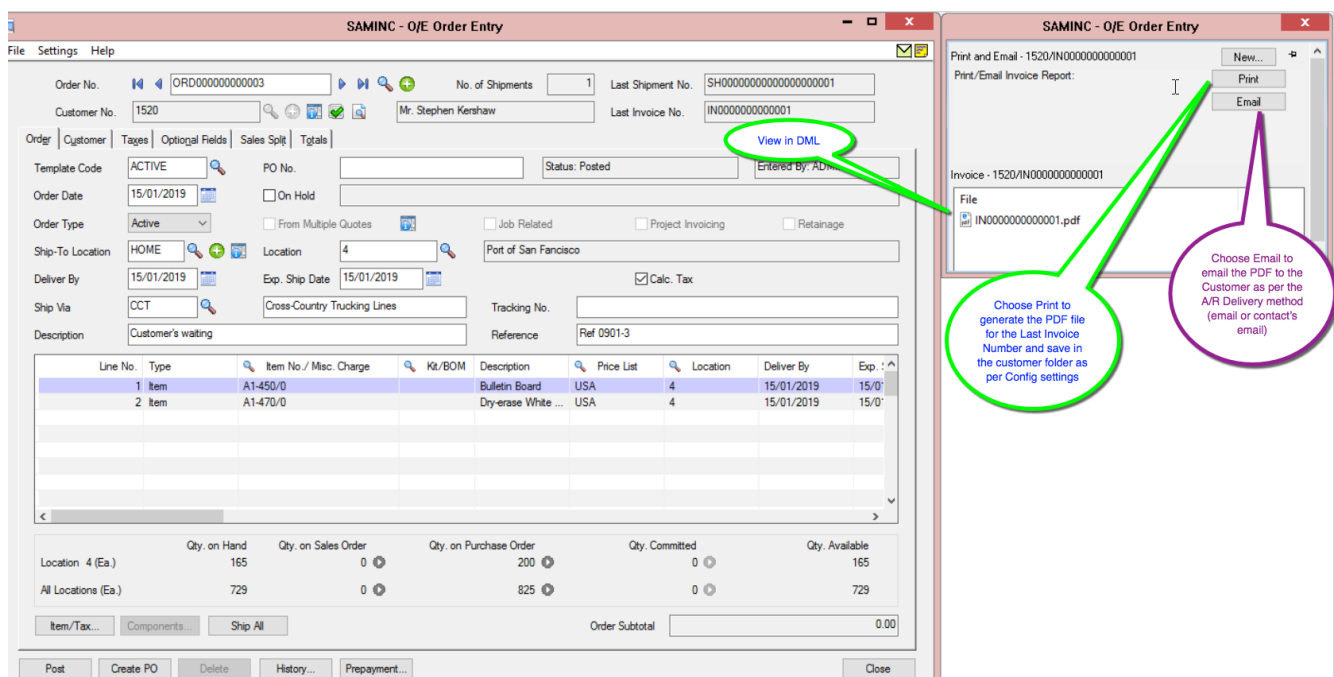 SAMINC - O/E Order Entry
File Settings Help
Order No. ORD000000000003 No. of Shipments 1 Last Shipment No. SH00000000000000000001
Customer No. 1520 Mr. Stephen Kershaw Last Invoice No. IN0000000000001
Order Customer Taxes Optional Fields Sales Split Totals
Template Code ACTIVE PO No. Status: Posted Entered By:
Order Date 15/01/2019 On Hold
Order Type Active From Multiple Quotes Job Related Project Invoicing Retainage
Ship-To Location HOME Location 4 Port of San Fancisco
Deliver By 15/01/2019 Exp. Ship Date 15/01/2019 Calc. Tax
Ship Via CCT Cross-Country Trucking Lines Tracking No.
Description Customer's waiting Reference Ref 0901-3
Line No. Type Item No./ Misc. Charge Kit/BOM Description Price List Location Deliver By Exp.
1 Item A1-450/0 Bulletin Board USA 4 15/01/2019 15/0
2 Item A1-470/0 Dry-erase White ... USA 4 15/01/2019 15/0
Qty. on Hand Qty. on Sales Order Qty. on Purchase Order Qty. Committed Qty. Available
Location 4 (Ea.) 165 0 200 0 165
All Locations (Ea.) 729 0 825 0 729
Item/Tax... Components... Ship All Order Subtotal 0.00
Post Create PO Delete History... Prepayment... Close
SAMINC - O/E Order Entry
Print and Email - 1520/IN0000000000001 New...
Print/Email Invoice Report: Print
Email
Invoice - 1520/IN0000000000001
File
IN0000000000001.pdf
View in DML
Choose Print to
generate the PDF file
for the Last Invoice
Number and save in
the customer folder as
per Config settings
Choose Email to
email the PDF to the
Customer as per the
A/R Delivery method
(email or contact's
email)